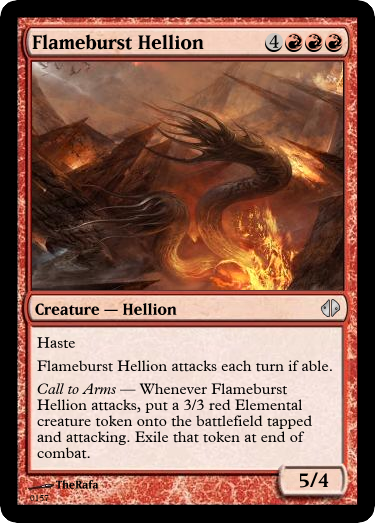 Flameburst Hellion 4
Creature — Hellion
Haste
Flameburst Hellion attacks each turn if able.
Call to Arms — Whenever Flameburst
Hellion attacks, put a 3/3 red Elemental
creature token onto the battlefield tapped
and attacking. Exile that token at end of
combat.
TheRafa
5/4